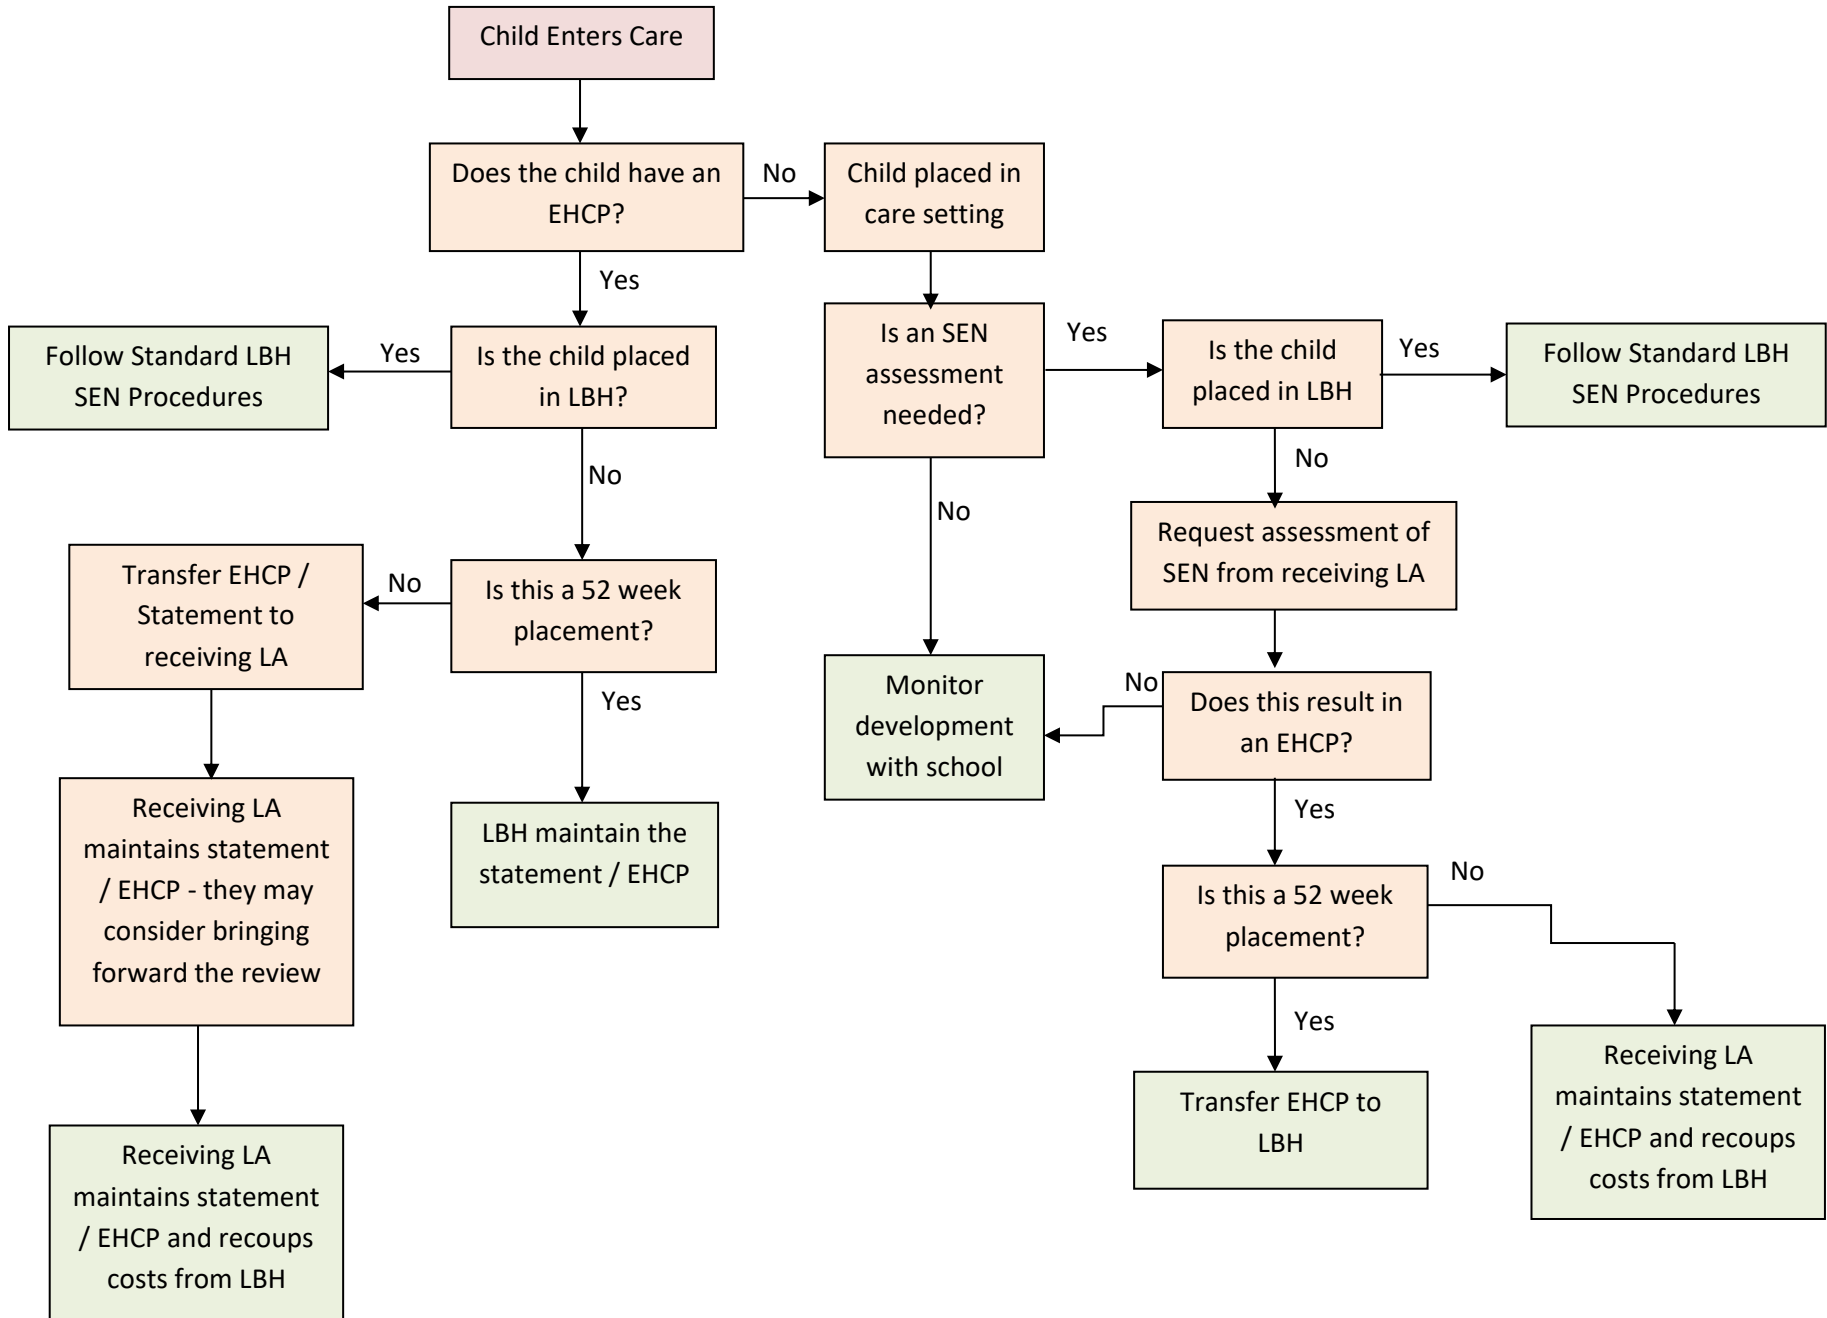 Child Enters Care
Does the child have an
EHCP?
No
Child placed in
care setting
Yes
Follow Standard LBH
SEN Procedures
Yes
Is the child placed
in LBH?
Is an SEN
assessment
needed?
Yes
Is the child
placed in LBH
Yes
Follow Standard LBH
SEN Procedures
No
No
No
Request assessment of
SEN from receiving LA
Transfer EHCP /
Statement to
receiving LA
No
Is this a 52 week
placement?
Yes
Monitor
development
with school
No
Does this result in
an EHCP?
Yes
Receiving LA
maintains statement
/ EHCP - they may
consider bringing
forward the review
LBH maintain the
statement / EHCP
Is this a 52 week
placement?
No
Yes
Receiving LA
maintains statement
/ EHCP and recoups
costs from LBH
Transfer EHCP to
LBH
Receiving LA
maintains statement
/ EHCP and recoups
costs from LBH